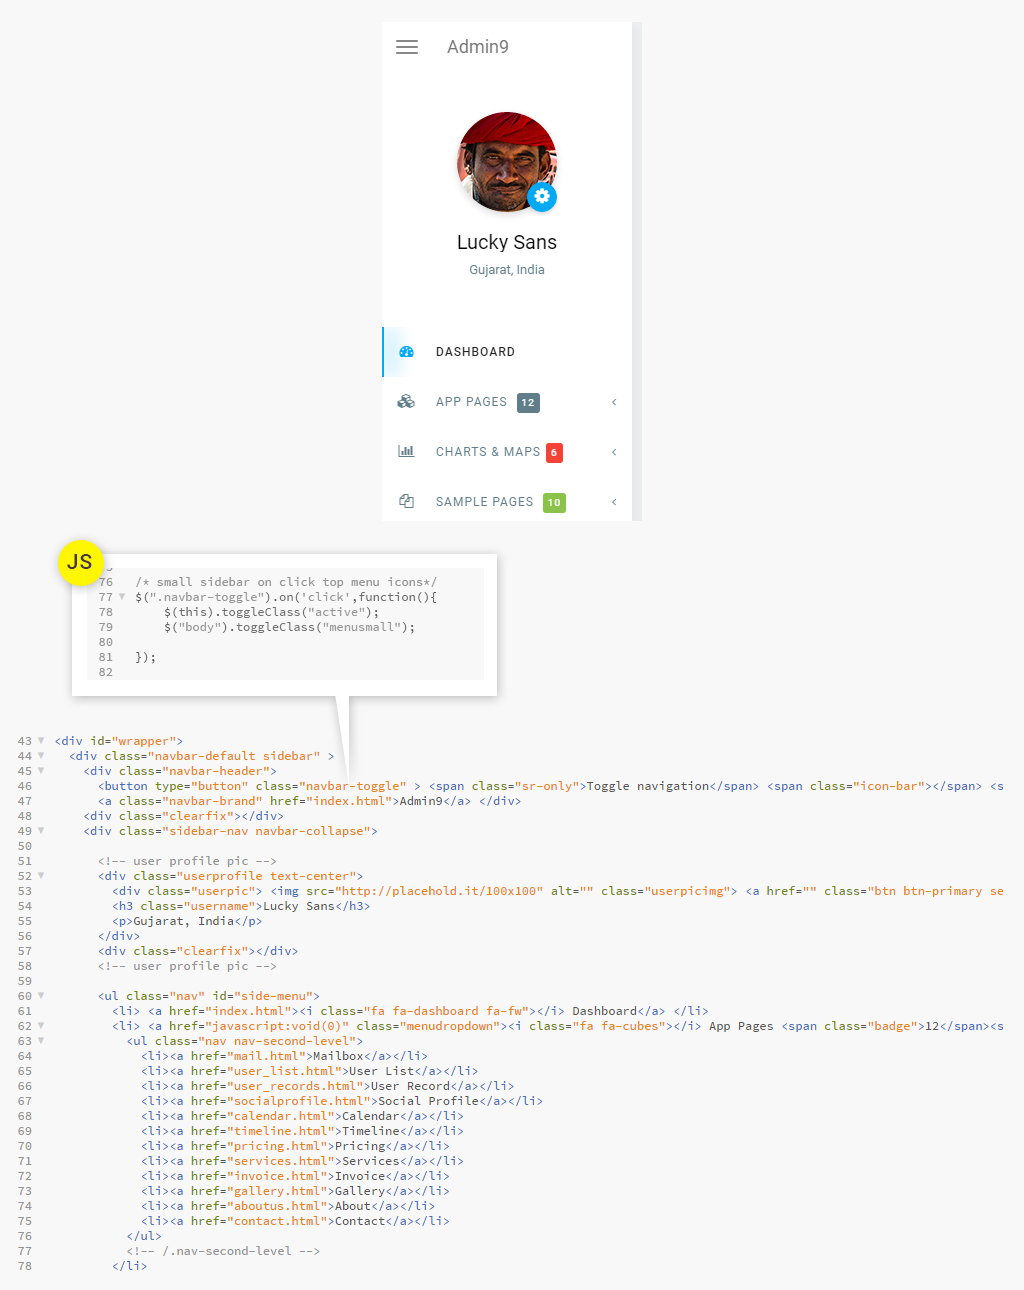 Admin9
Lucky Sans
Gujarat, India
DASHBOARD
APP PAGES 12
CHARTS & MAPS 6
SAMPLE PAGES 10
JS
76 /* small sidebar on click top menu icons*/
77 $(".navbar-toggle").on('click',function(){
78 $(this).toggleClass("active");
79 $("body").toggleClass("menusmall");
80
81 });
82
43 <div id="wrapper">
44 <div class="navbar-default sidebar" >
45 <div class="navbar-header">
46 <button type="button" class="navbar-toggle" > <span class="sr-only">Toggle navigation</span> <span class="icon-bar"></span> <s
47 <a class="navbar-brand" href="index.html">Admin9</a> </div>
48 <div class="clearfix"></div>
49 <div class="sidebar-nav navbar-collapse">
50
51 <!-- user profile pic -->
52 <div class="userprofile text-center">
53 <div class="userpic"> <img src="http://placehold.it/100x100" alt="" class="userpicimg"> <a href="" class="btn btn-primary se
54 <h3 class="username">Lucky Sans</h3>
55 <p>Gujarat, India</p>
56 </div>
57 <div class="clearfix"></div>
58 <!-- user profile pic -->
59
60 <ul class="nav" id="side-menu">
61 <li> <a href="index.html"><i class="fa fa-dashboard fa-fw"></i> Dashboard</a> </li>
62 <li> <a href="javascript:void(0)" class="menudropdown"><i class="fa fa-cubes"></i> App Pages <span class="badge">12</span><s
63 <ul class="nav nav-second-level">
64 <li><a href="mail.html">Mailbox</a></li>
65 <li><a href="user_list.html">User List</a></li>
66 <li><a href="user_records.html">User Record</a></li>
67 <li><a href="socialprofile.html">Social Profile</a></li>
68 <li><a href="calendar.html">Calendar</a></li>
69 <li><a href="timeline.html">Timeline</a></li>
70 <li><a href="pricing.html">Pricing</a></li>
71 <li><a href="services.html">Services</a></li>
72 <li><a href="invoice.html">Invoice</a></li>
73 <li><a href="gallery.html">Gallery</a></li>
74 <li><a href="aboutus.html">About</a></li>
75 <li><a href="contact.html">Contact</a></li>
76 </ul>
77 <!-- /.nav-second-level -->
78 </li>